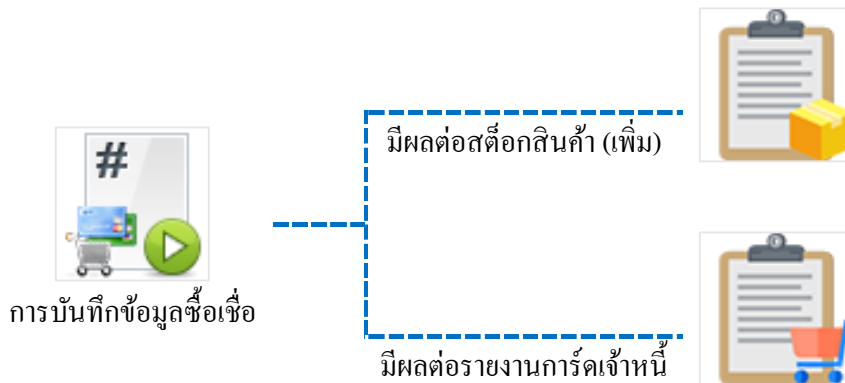 #
มีผลต่อสต็อกสินค้า (เพิ่ม)
การบันทึกข้อมูลซื้อเชื่อ
มีผลต่อรายงานการ์ดเจ้าหนี้